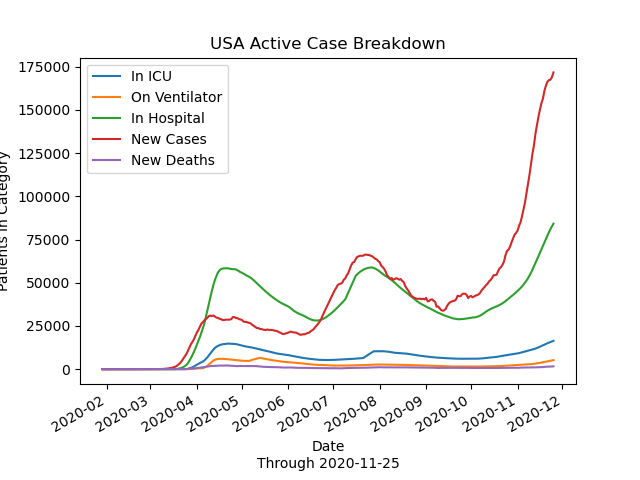 USA Active Case Breakdown
175000
150000
125000
100000
75000
50000
25000
0
Patients in Category
In ICU
On Ventilator
In Hospital
New Cases
New Deaths
2020-02
2020-03
2020-04
2020-05
2020-06
2020-07
2020-08
2020-09
2020-10
2020-11
2020-12
Date
Through 2020-11-25